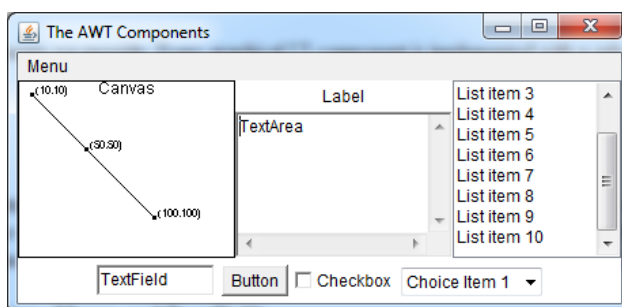 The AWT Components
Menu
Canvas
(10.10)
(50.50)
(100.100)
Label
TextArea
List item 3
List item 4
List item 5
List item 6
List item 7
List item 8
List item 9
List item 10
TextField
Button
Checkbox
Choice Item 1